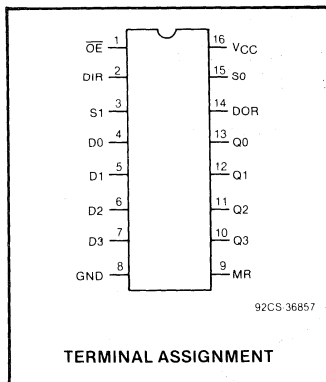 OE 1 16 VCC
DIR 2 15 S0
S1 3 14 DOR
D0 4 13 Q0
D1 5 12 Q1
D2 6 11 Q2
D3 7 10 Q3
GND 8 9 MR
92CS-36857
TERMINAL ASSIGNMENT